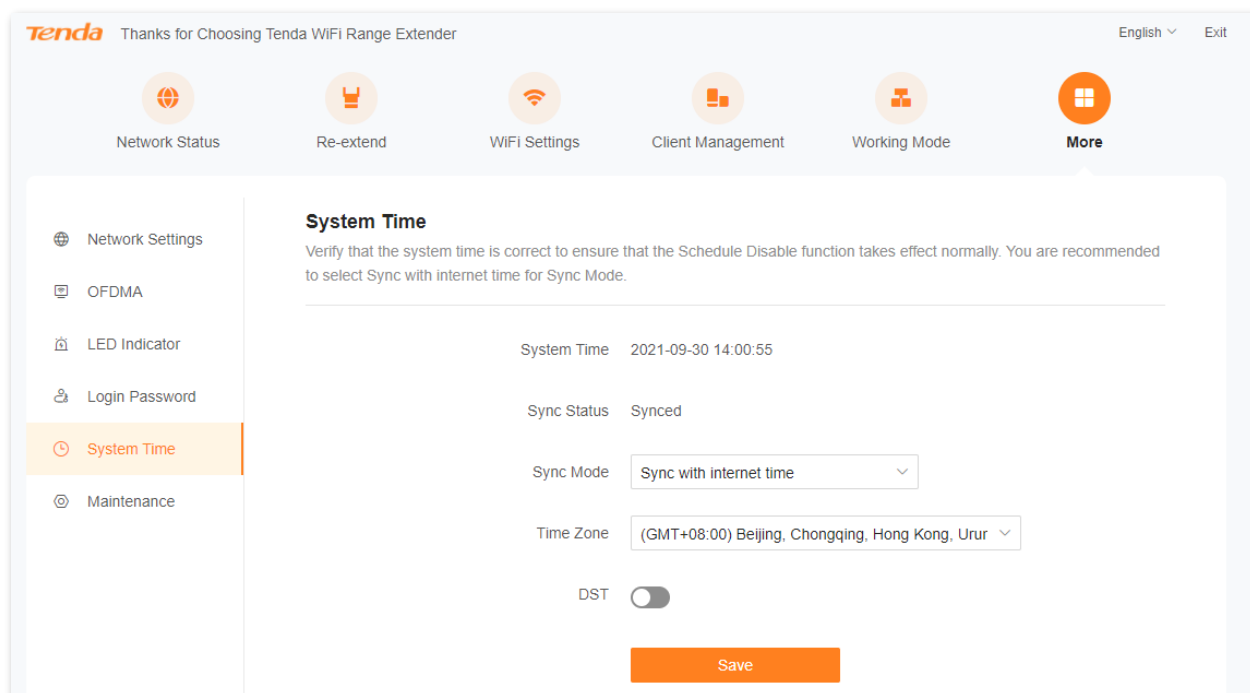 Tenda Thanks for Choosing Tenda WiFi Range Extender English Exit
Network Status Re-extend WiFi Settings Client Management Working Mode More
Network Settings
OFDMA
LED Indicator
Login Password
System Time
Maintenance
System Time
Verify that the system time is correct to ensure that the Schedule Disable function takes effect normally. You are recommended
to select Sync with internet time for Sync Mode.
System Time 2021-09-30 14:00:55
Sync Status Synced
Sync Mode Sync with internet time
Time Zone (GMT+08:00) Beijing, Chongqing, Hong Kong, Urur
DST
Save